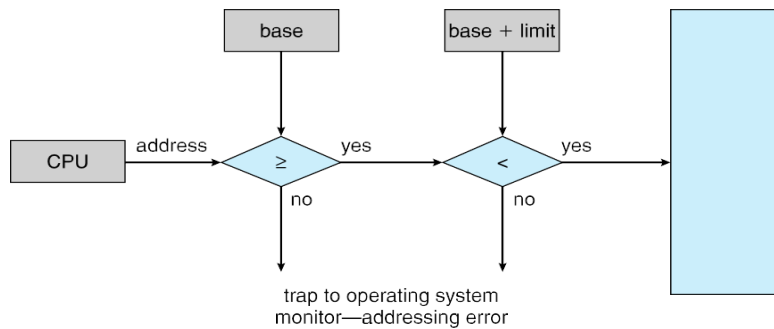 base
base + limit
CPU
address
≥
yes
<
yes
no
no
trap to operating system
monitor—addressing error